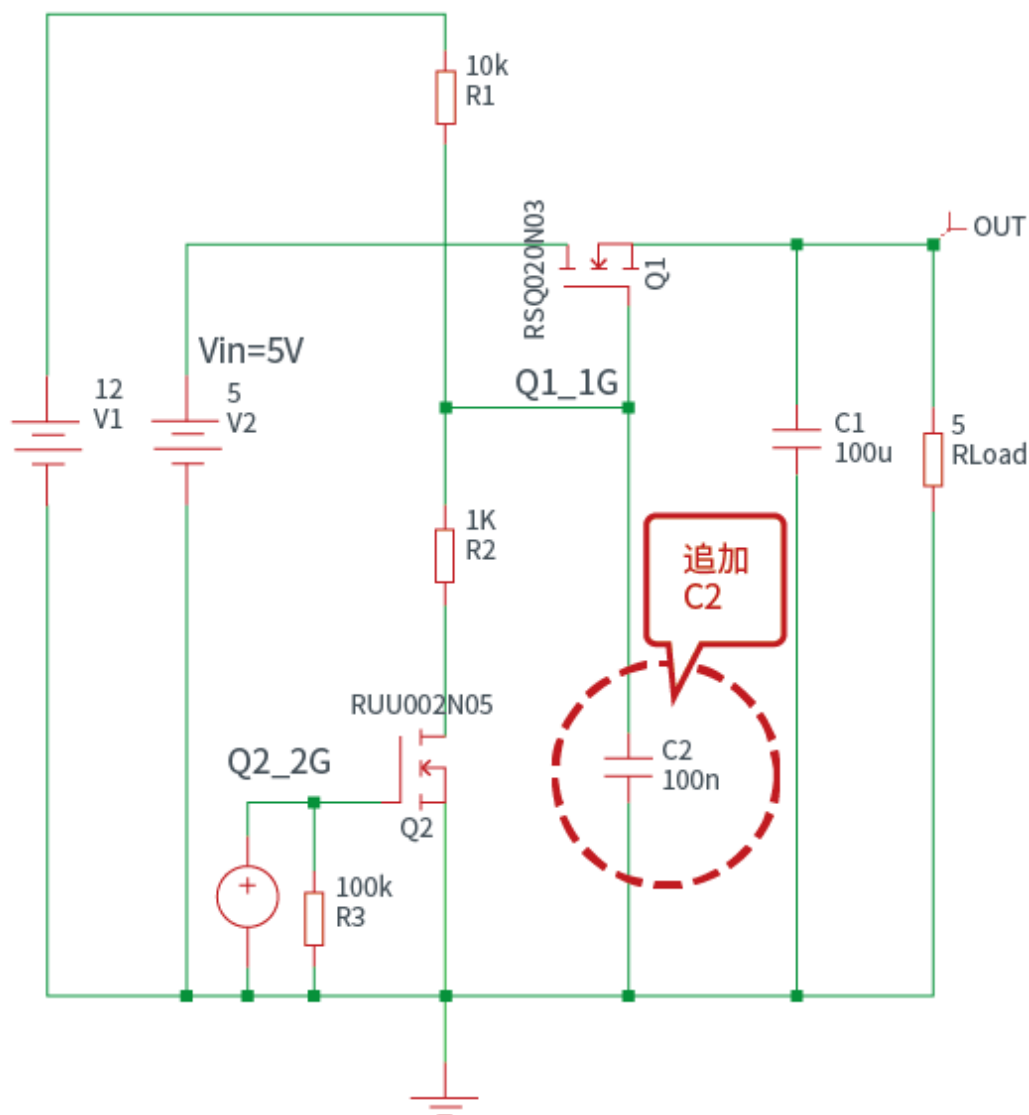 10k
R1
OUT
RSQ020N03
Q1
Vin=5V
12
V1
5
V2
Q1_1G
C1
100u
5
RLoad
1K
R2
追加
C2
RUU002N05
Q2_2G
Q2
C2
100n
+
100k
R3